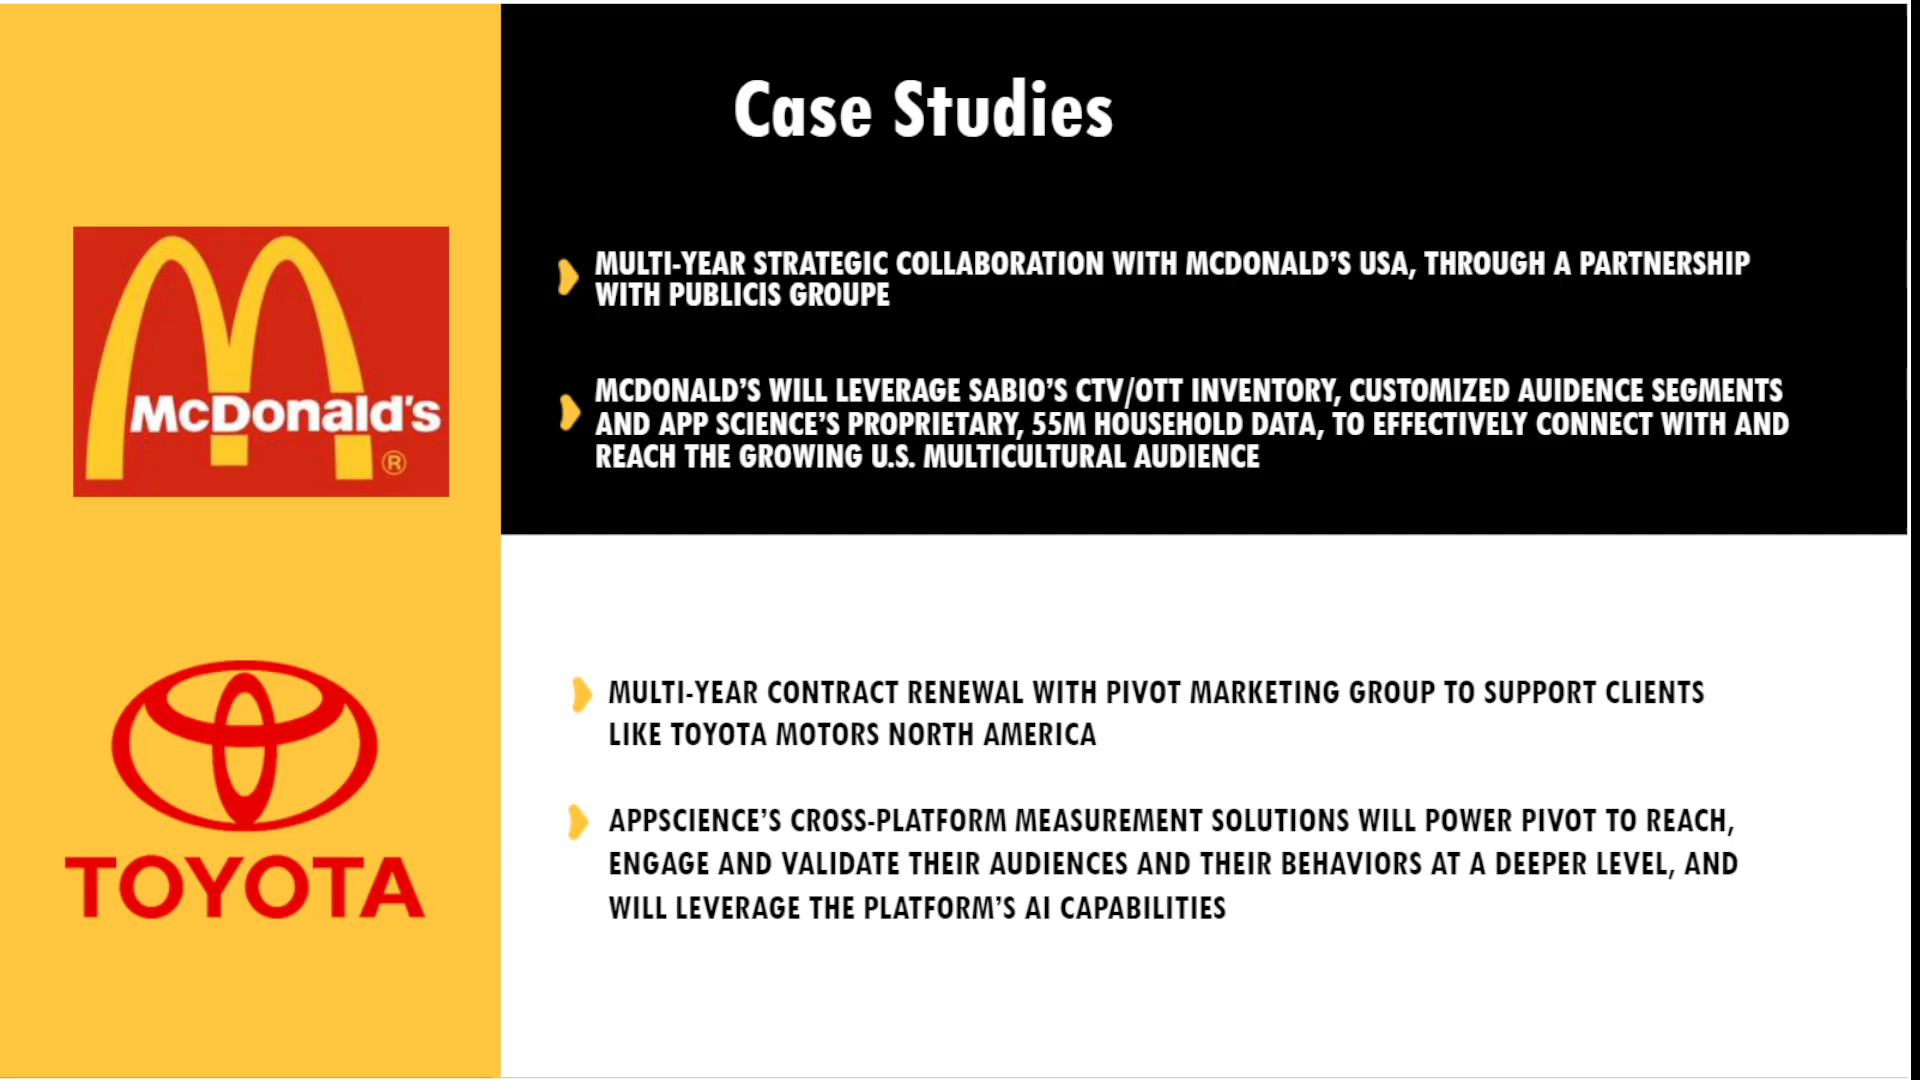 Case Studies
McDonald's
®
MULTI-YEAR STRATEGIC COLLABORATION WITH MCDONALD'S USA, THROUGH A PARTNERSHIP
WITH PUBLICIS GROUPE
MCDONALD'S WILL LEVERAGE SABIO'S CTV/OTT INVENTORY, CUSTOMIZED AUIDENCE SEGMENTS
AND APP SCIENCE'S PROPRIETARY, 55M HOUSEHOLD DATA, TO EFFECTIVELY CONNECT WITH AND
REACH THE GROWING U.S. MULTICULTURAL AUDIENCE
TOYOTA
MULTI-YEAR CONTRACT RENEWAL WITH PIVOT MARKETING GROUP TO SUPPORT CLIENTS
LIKE TOYOTA MOTORS NORTH AMERICA
APPSCIENCE'S CROSS-PLATFORM MEASUREMENT SOLUTIONS WILL POWER PIVOT TO REACH,
ENGAGE AND VALIDATE THEIR AUDIENCES AND THEIR BEHAVIORS AT A DEEPER LEVEL, AND
WILL LEVERAGE THE PLATFORM'S AI CAPABILITIES